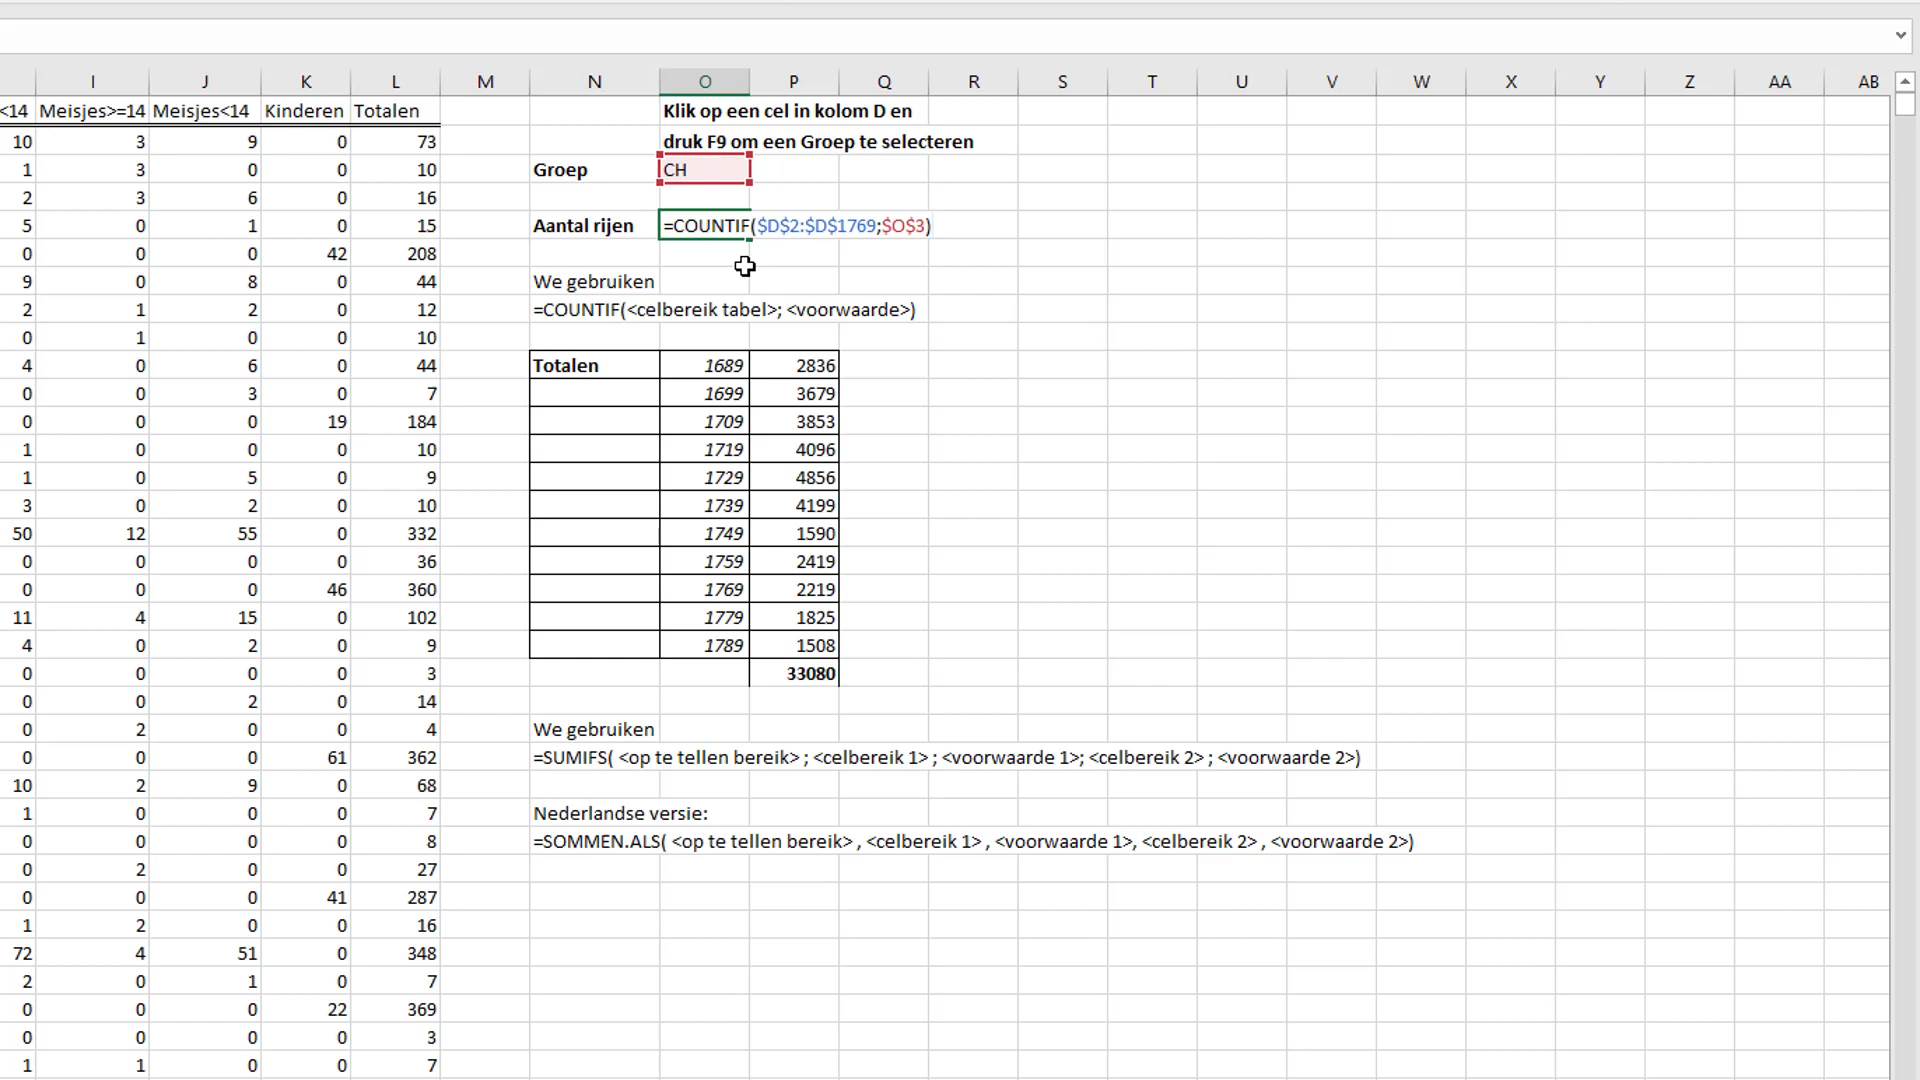 I J K L M N O P Q R S T U V W X Y Z AA AB
<14 Meisjes>=14 Meisjes<14 Kinderen Totalen Klik op een cel in kolom D en
10 3 9 0 73 druk F9 om een Groep te selecteren
1 3 0 0 10 Groep CH
2 3 6 0 16
5 0 1 0 15 Aantal rijen =COUNTIF($D$2:$D$1769;$O$3)
0 0 0 42 208
9 0 8 0 44 We gebruiken
2 1 2 0 12 =COUNTIF(<celbereik tabel>; <voorwaarde>)
0 1 0 0 10
4 0 6 0 44 Totalen 1689 2836
0 0 3 0 7 1699 3679
0 0 0 19 184 1709 3853
1 0 0 0 10 1719 4096
1 0 5 0 9 1729 4856
3 0 2 0 10 1739 4199
50 12 55 0 332 1749 1590
0 0 0 0 36 1759 2419
0 0 0 46 360 1769 2219
11 4 15 0 102 1779 1825
4 0 2 0 9 1789 1508
0 0 0 0 3 33080
0 0 2 0 14
0 2 0 0 4 We gebruiken
0 0 0 61 362 =SUMIFS( <op te tellen bereik> ; <celbereik 1> ; <voorwaarde 1>; <celbereik 2> ; <voorwaarde 2>)
10 2 9 0 68
1 0 0 0 7 Nederlandse versie:
0 0 0 0 8 =SOMMEN.ALS( <op te tellen bereik> , <celbereik 1> , <voorwaarde 1>, <celbereik 2> , <voorwaarde 2>)
0 2 0 0 27
0 0 0 41 287
1 2 0 0 16
72 4 51 0 348
2 0 1 0 7
0 0 0 22 369
0 0 0 0 3
1 1 0 0 7